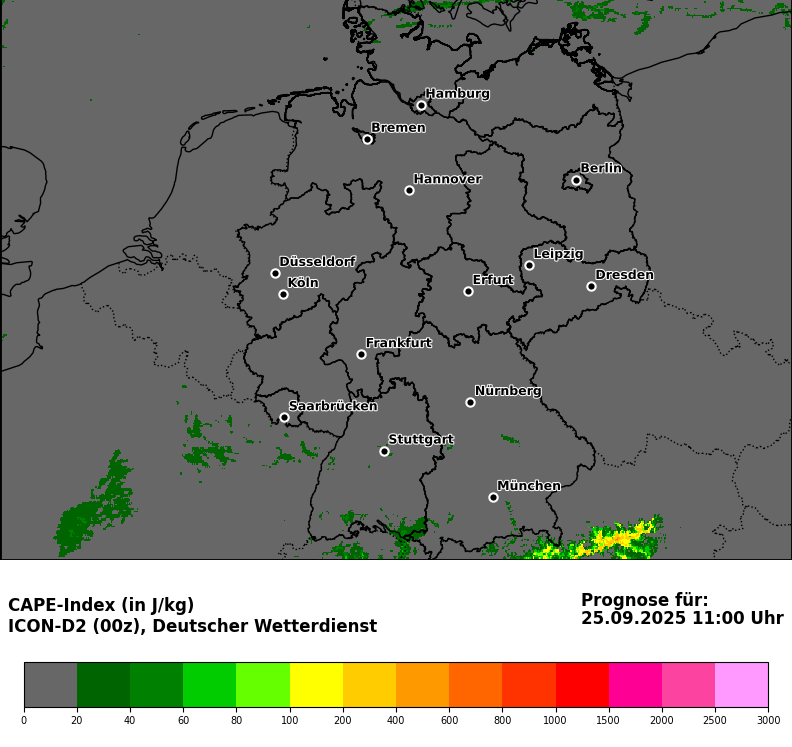 Hamburg
Bremen
Berlin
Hannover
Leipzig
Düsseldorf
Dresden
Köln
Erfurt
Frankfurt
Nürnberg
Saarbrücken
Stuttgart
München
CAPE-Index (in J/kg)
ICON-D2 (00z), Deutscher Wetterdienst
Prognose für:
25.09.2025 11:00 Uhr
0 20 40 60 80 100 200 400 600 800 1000 1500 2000 2500 3000